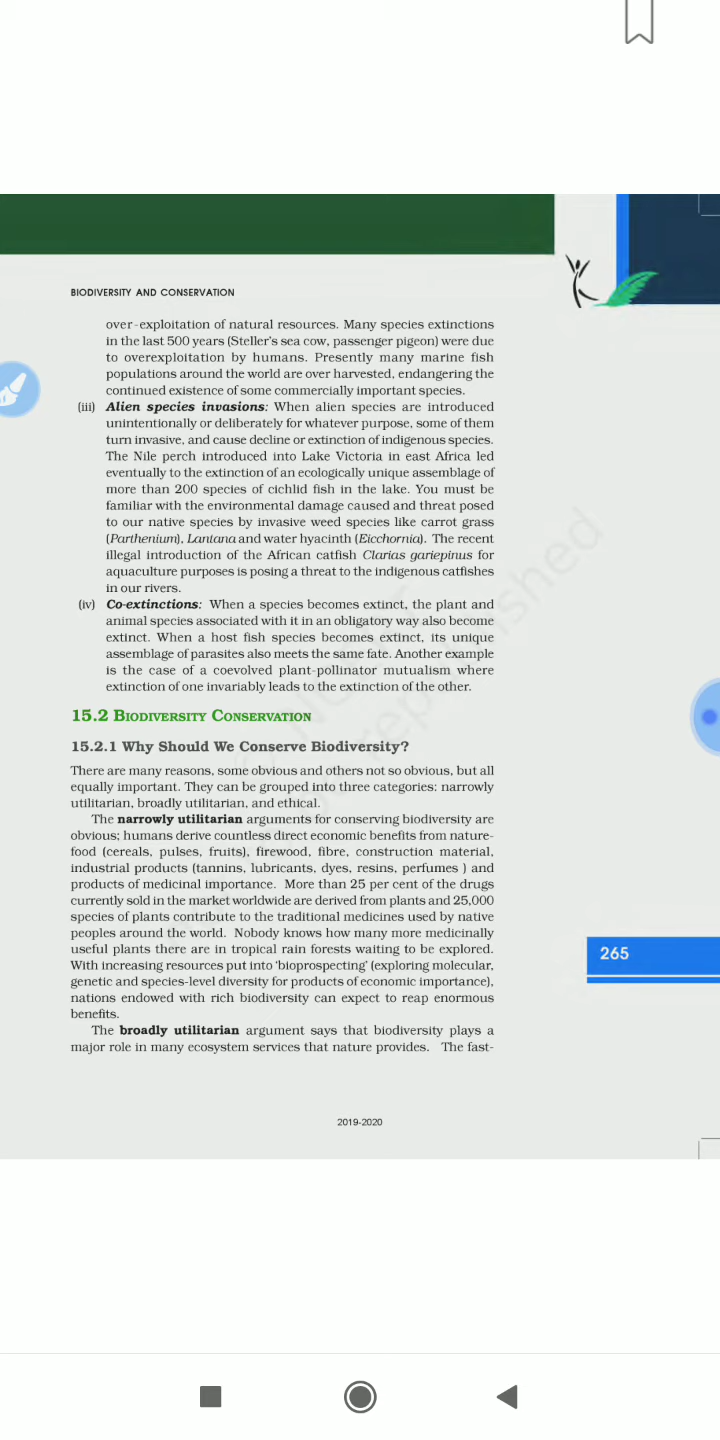 BIODIVERSITY AND CONSERVATION
over-exploitation of natural resources. Many species extinctions
in the last 500 years (Steller's sea cow, passenger pigeon) were due
to overexploitation by humans. Presently many marine fish
populations around the world are over harvested, endangering the
continued existence of some commercially important species.
(iii) Alien species invasions: When alien species are introduced
unintentionally or deliberately for whatever purpose, some of them
turn invasive, and cause decline or extinction of indigenous species.
The Nile perch introduced into Lake Victoria in east Africa led
eventually to the extinction of an ecologically unique assemblage of
more than 200 species of cichlid fish in the lake. You must be
familiar with the environmental damage caused and threat posed
to our native species by invasive weed species like carrot grass
(Parthenium), Lantana and water hyacinth (Eicchornia). The recent
illegal introduction of the African catfish Clarias gariepinus for
aquaculture purposes is posing a threat to the indigenous catfishes
in our rivers.
(iv) Co-extinctions: When a species becomes extinct, the plant and
animal species associated with it in an obligatory way also become
extinct. When a host fish species becomes extinct, its unique
assemblage of parasites also meets the same fate. Another example
is the case of a coevolved plant-pollinator mutualism where
extinction of one invariably leads to the extinction of the other.
15.2 BIODIVERSITY CONSERVATION
15.2.1 Why Should We Conserve Biodiversity?
There are many reasons, some obvious and others not so obvious, but all
equally important. They can be grouped into three categories: narrowly
utilitarian, broadly utilitarian, and ethical.
The narrowly utilitarian arguments for conserving biodiversity are
obvious; humans derive countless direct economic benefits from nature-
food (cereals, pulses, fruits), firewood, fibre, construction material,
industrial products (tannins, lubricants, dyes, resins, perfumes ) and
products of medicinal importance. More than 25 per cent of the drugs
currently sold in the market worldwide are derived from plants and 25,000
species of plants contribute to the traditional medicines used by native
peoples around the world. Nobody knows how many more medicinally
useful plants there are in tropical rain forests waiting to be explored.
With increasing resources put into 'bioprospecting' (exploring molecular,
genetic and species-level diversity for products of economic importance),
nations endowed with rich biodiversity can expect to reap enormous
benefits.
The broadly utilitarian argument says that biodiversity plays a
major role in many ecosystem services that nature provides. The fast-
265
2019-2020